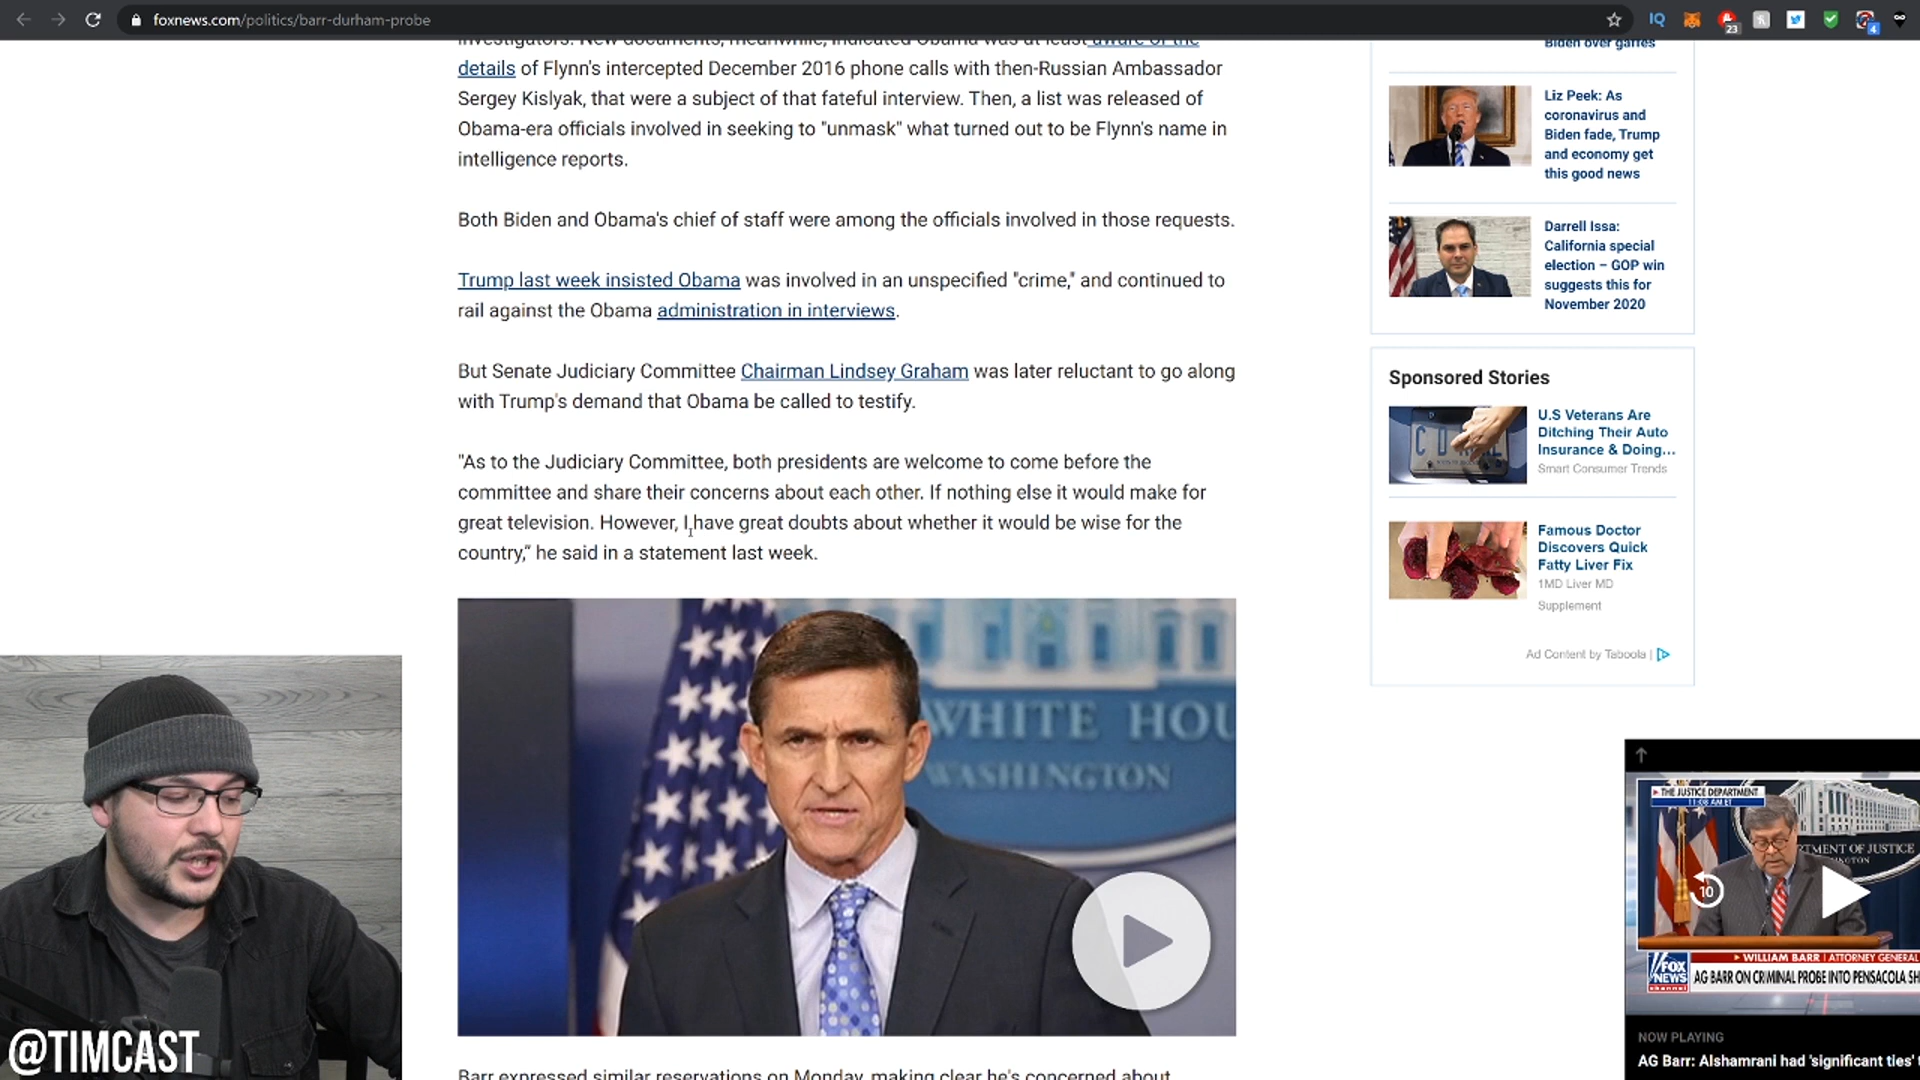 foxnews.com/politics/barr-durham-probe
IQ
23
4
investigators. New documents, meanwhile, indicated Obama was at least aware of the
details of Flynn's intercepted December 2016 phone calls with then-Russian Ambassador
Sergey Kislyak, that were a subject of that fateful interview. Then, a list was released of
Obama-era officials involved in seeking to "unmask" what turned out to be Flynn's name in
intelligence reports.
Both Biden and Obama's chief of staff were among the officials involved in those requests.
Trump last week insisted Obama was involved in an unspecified "crime," and continued to
rail against the Obama administration in interviews.
But Senate Judiciary Committee Chairman Lindsey Graham was later reluctant to go along
with Trump's demand that Obama be called to testify.
"As to the Judiciary Committee, both presidents are welcome to come before the
committee and share their concerns about each other. If nothing else it would make for
great television. However, I have great doubts about whether it would be wise for the
country," he said in a statement last week.
WHITE HOU
WASHINGTON
Barr expressed similar reservations on Monday, making clear he's concerned about
Biden over gaffes
Liz Peek: As
coronavirus and
Biden fade, Trump
and economy get
this good news
Darrell Issa:
California special
election – GOP win
suggests this for
November 2020
Sponsored Stories
U.S Veterans Are
Ditching Their Auto
Insurance & Doing...
Smart Consumer Trends
Famous Doctor
Discovers Quick
Fatty Liver Fix
1MD Liver MD
Supplement
Ad Content by Taboola |
THE JUSTICE DEPARTMENT
11:08 AM ET
RTMENT OF JUSTICE
10
WILLIAM BARR | ATTORNEY GENERAL
FOX
NEWS
channel
AG BARR ON CRIMINAL PROBE INTO PENSACOLA SH
NOW PLAYING
AG Barr: Alshamrani had 'significant ties'
@TIMCAST